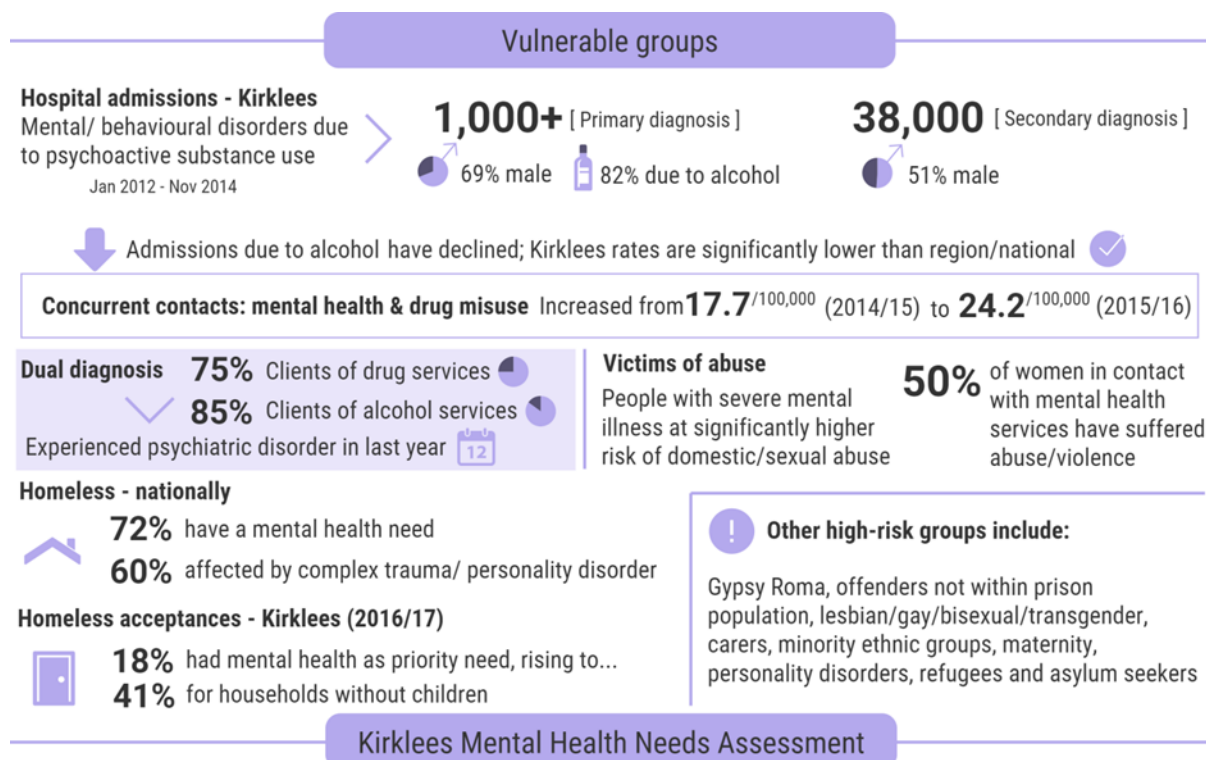 Vulnerable groups
Hospital admissions - Kirklees
Mental/ behavioural disorders due
to psychoactive substance use
Jan 2012 - Nov 2014
1,000+ [ Primary diagnosis ]
69% male
82% due to alcohol
38,000 [ Secondary diagnosis ]
51% male
Admissions due to alcohol have declined; Kirklees rates are significantly lower than region/national
Concurrent contacts: mental health & drug misuse Increased from 17.7/100,000 (2014/15) to 24.2/100,000 (2015/16)
Dual diagnosis 75% Clients of drug services
85% Clients of alcohol services
Experienced psychiatric disorder in last year 12
Victims of abuse
People with severe mental
illness at significantly higher
risk of domestic/sexual abuse
50% of women in contact
with mental health
services have suffered
abuse/violence
Homeless - nationally
72% have a mental health need
60% affected by complex trauma/ personality disorder
Homeless acceptances - Kirklees (2016/17)
18% had mental health as priority need, rising to...
41% for households without children
! Other high-risk groups include:
Gypsy Roma, offenders not within prison
population, lesbian/gay/bisexual/transgender,
carers, minority ethnic groups, maternity,
personality disorders, refugees and asylum seekers
Kirklees Mental Health Needs Assessment